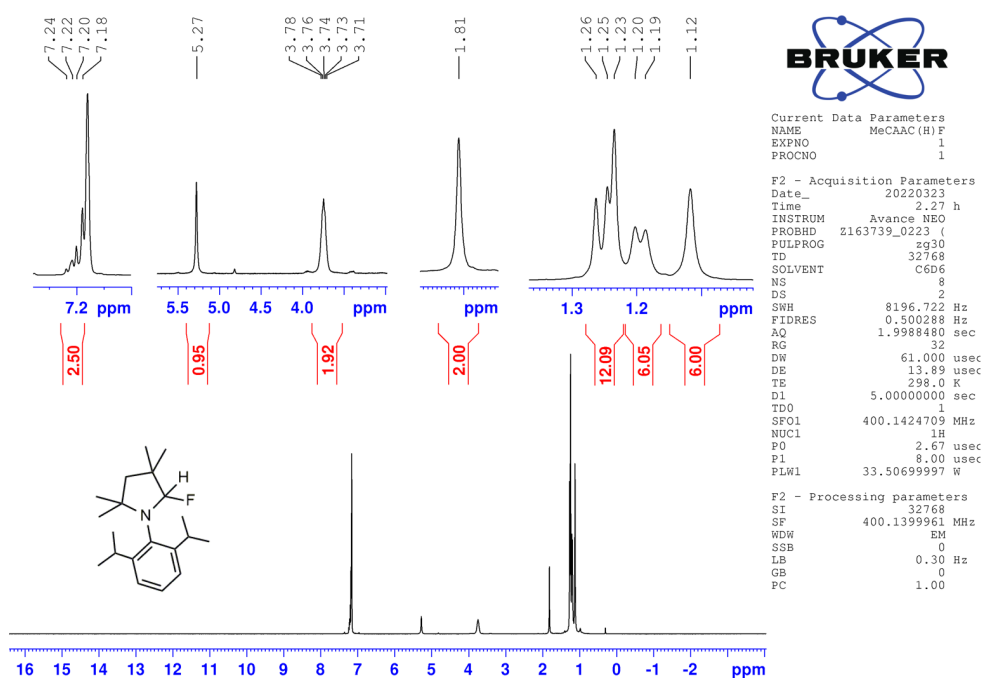 7.24
7.22
7.20
7.18
5.27
3.78
3.76
3.74
3.73
3.71
1.81
1.26
1.25
1.23
1.20
1.19
1.12
BRUKER
7.2 ppm
5.5 5.0 4.5 4.0 ppm
ppm
1.3 1.2 ppm
2.50
0.95
1.92
2.00
12.09
6.05
6.00
H
F
N
16 15 14 13 12 11 10 9 8 7 6 5 4 3 2 1 0 -1 -2 ppm
Current Data Parameters
NAME MeCAAC(H)F
EXPNO 1
PROCNO 1
F2 - Acquisition Parameters
Date_ 20220323
Time 2.27 h
INSTRUM Avance NEO
PROBHD Z163739_0223 (
PULPROG zg30
TD 32768
SOLVENT C6D6
NS 8
DS 2
SWH 8196.722 Hz
FIDRES 0.500288 Hz
AQ 1.9988480 sec
RG 32
DW 61.000 usec
DE 13.89 usec
TE 298.0 K
D1 5.00000000 sec
TD0 1
SFO1 400.1424709 MHz
NUC1 1H
P0 2.67 usec
P1 8.00 usec
PLW1 33.50699997 W
F2 - Processing parameters
SI 32768
SF 400.1399961 MHz
WDW EM
SSB 0
LB 0.30 Hz
GB 0
PC 1.00